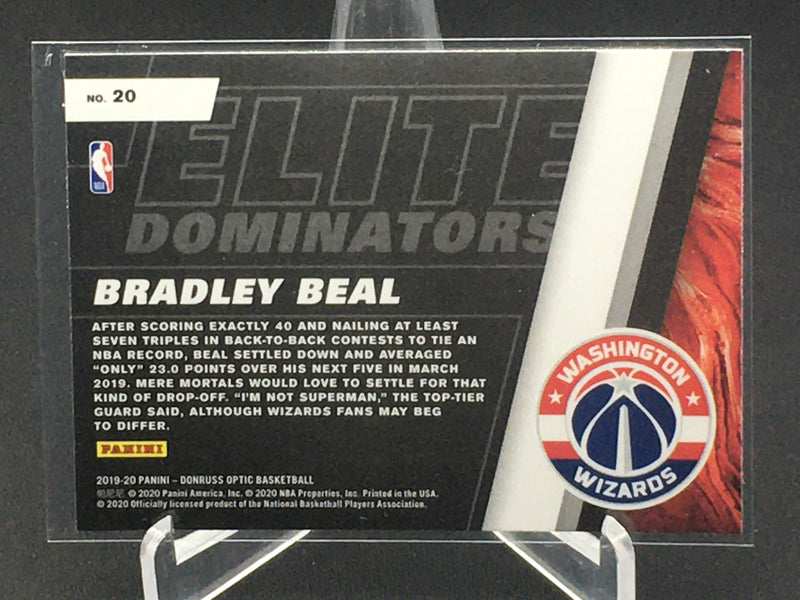 NO. 20
NBA
ELITE
DOMINATORS
BRADLEY BEAL
AFTER SCORING EXACTLY 40 AND NAILING AT LEAST
SEVEN TRIPLES IN BACK-TO-BACK CONTESTS TO TIE AN
NBA RECORD, BEAL SETTLED DOWN AND AVERAGED
"ONLY" 23.0 POINTS OVER HIS NEXT FIVE IN MARCH
2019. MERE MORTALS WOULD LOVE TO SETTLE FOR THAT
KIND OF DROP-OFF. "I'M NOT SUPERMAN," THE TOP-TIER
GUARD SAID, ALTHOUGH WIZARDS FANS MAY BEG
TO DIFFER.
PANINI
WASHINGTON
WIZARDS
2019-20 PANINI – DONRUSS OPTIC BASKETBALL
帕尼尼 © 2020 Panini America, Inc. © 2020 NBA Properties, Inc. Printed in the USA.
© 2020 Officially licensed product of the National Basketball Players Association.